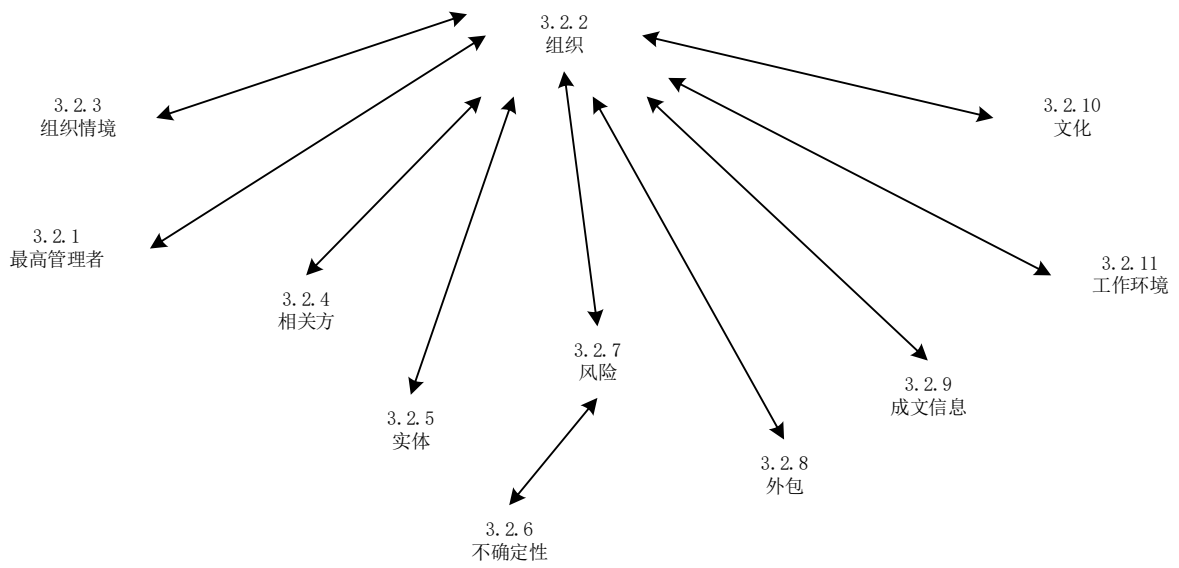 3.2.2
组织
3.2.3
组织情境
3.2.10
文化
3.2.1
最高管理者
3.2.11
工作环境
3.2.4
相关方
3.2.7
风险
3.2.9
成文信息
3.2.5
实体
3.2.8
外包
3.2.6
不确定性